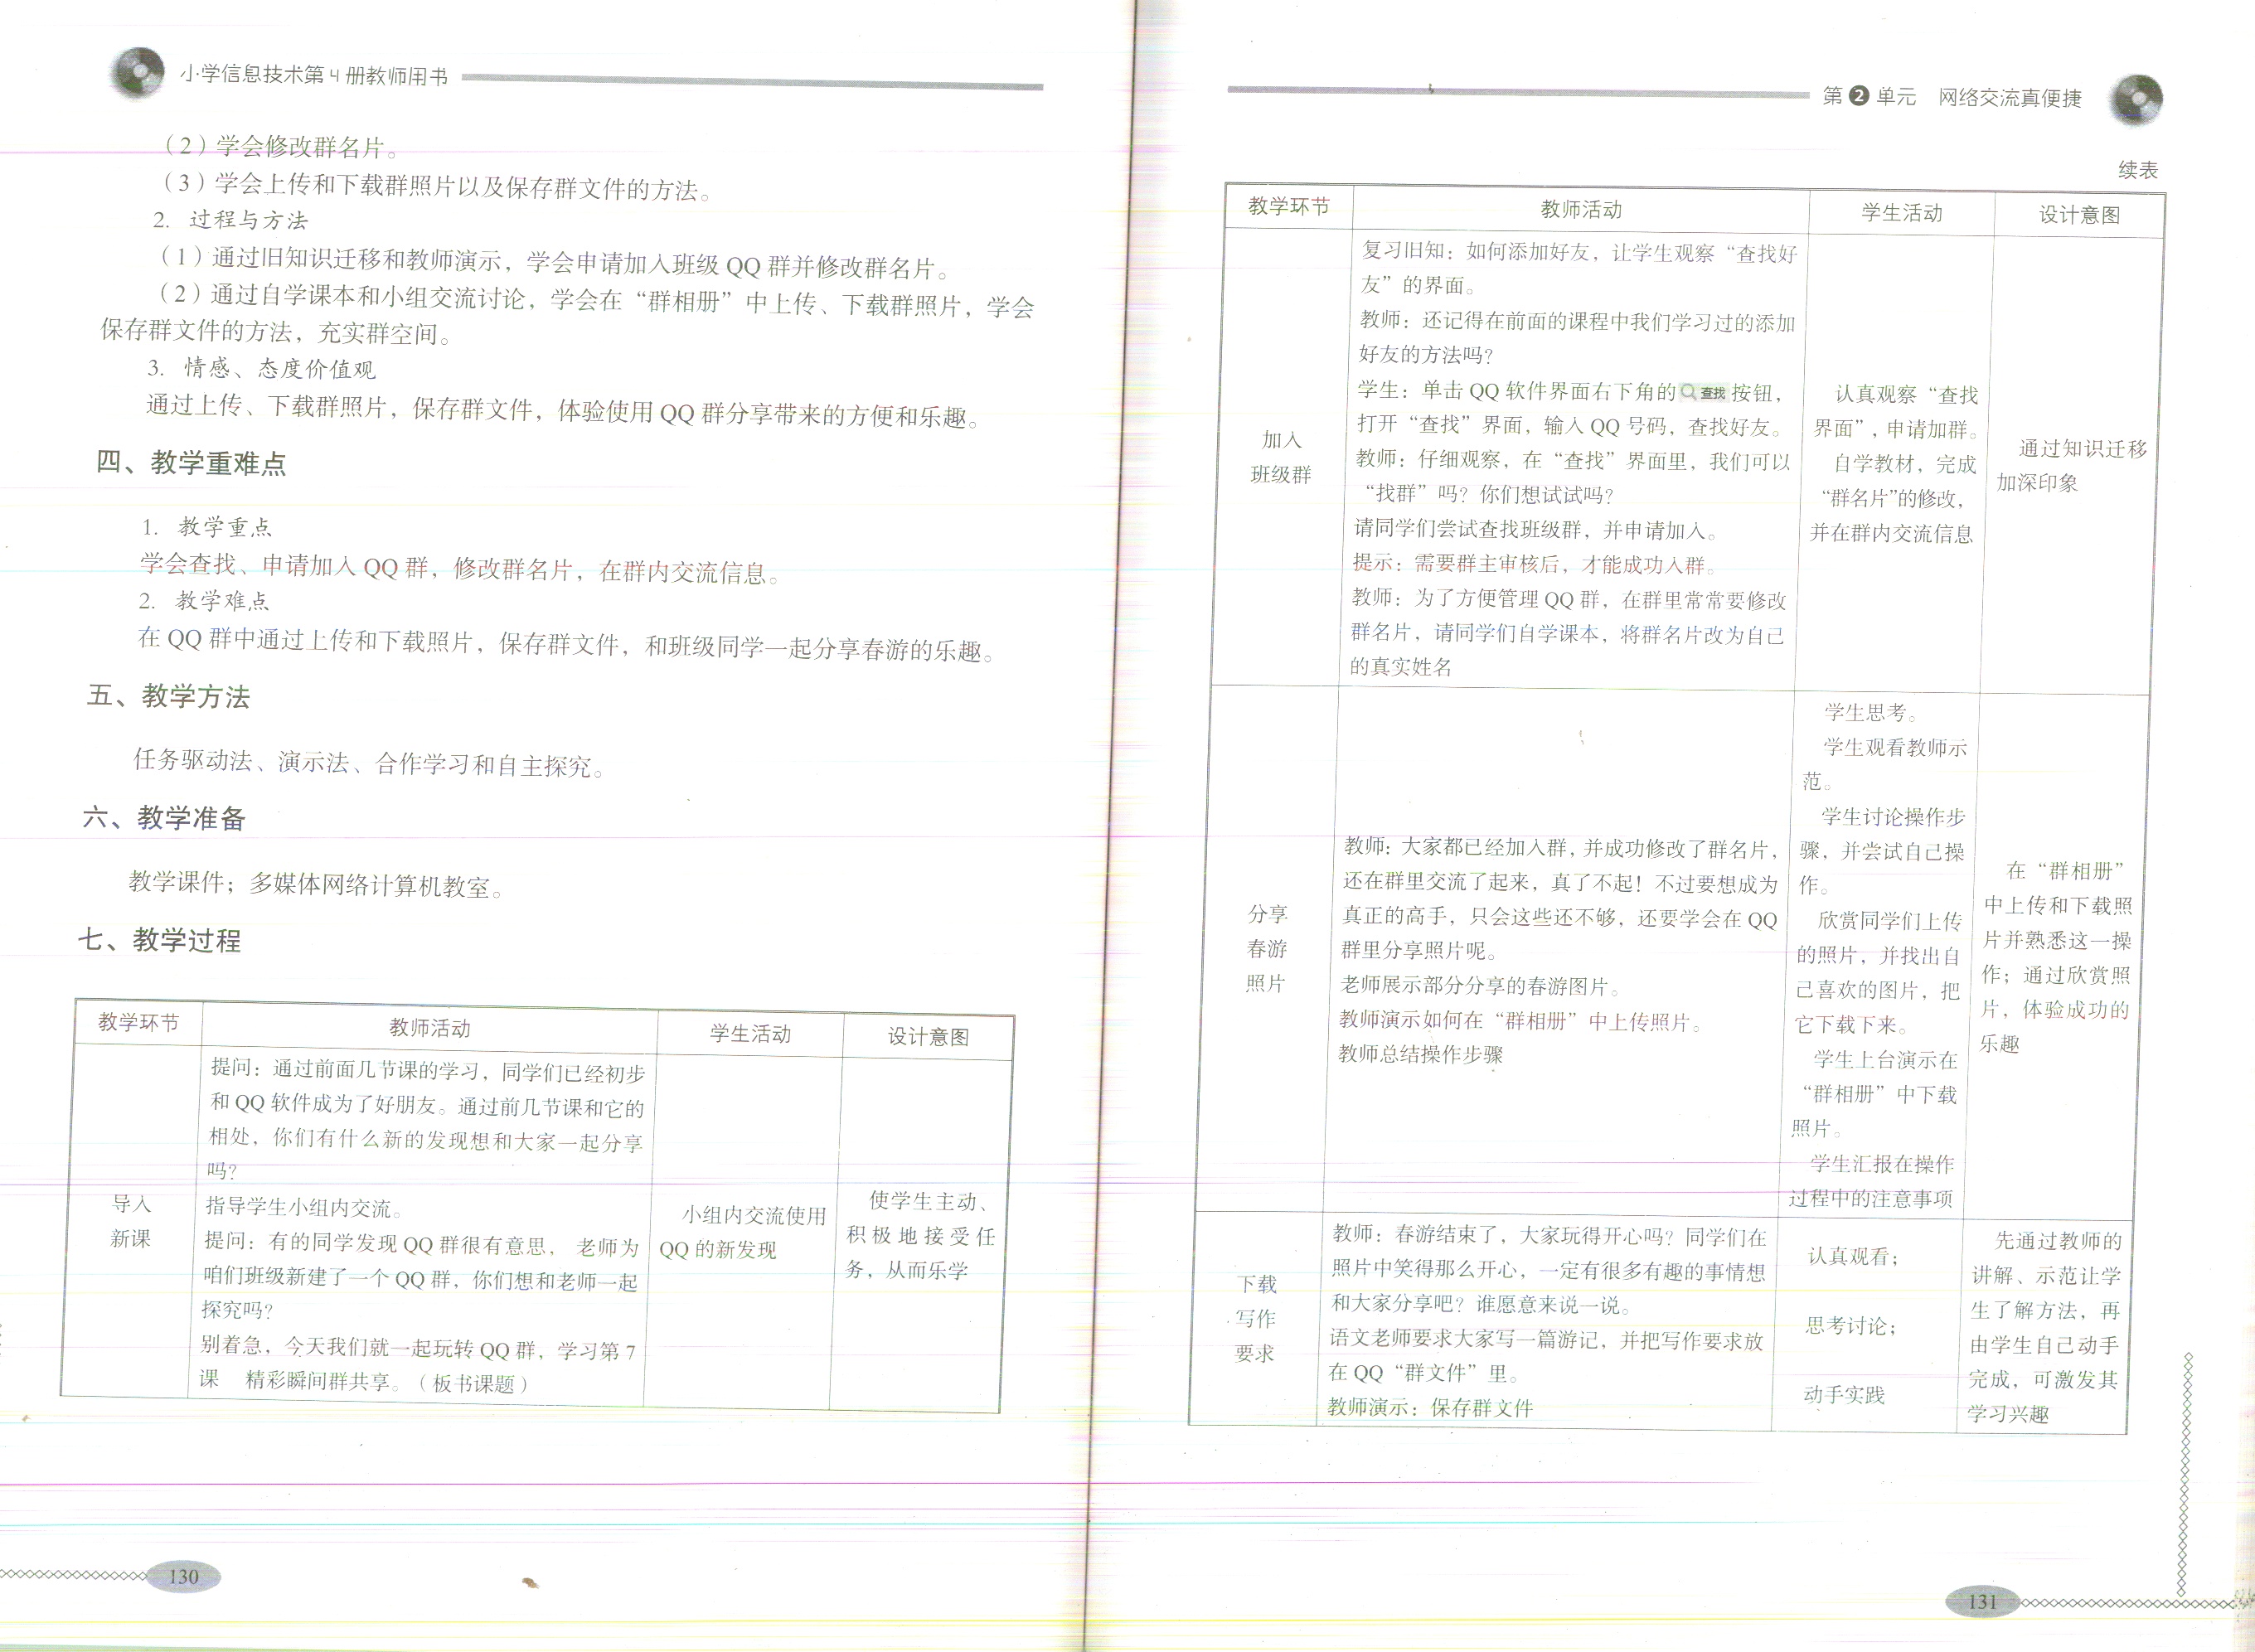 小学信息技术第4册教师用书
（2）学会修改群名片。
（3）学会上传和下载群照片以及保存群文件的方法。
2. 过程与方法
（1）通过旧知识迁移和教师演示，学会申请加入班级 QQ 群并修改群名片。
（2）通过自学课本和小组交流讨论，学会在“群相册”中上传、下载群照片，学会
保存群文件的方法，充实群空间。
3. 情感、态度价值观
通过上传、下载群照片，保存群文件，体验使用 QQ 群分享带来的方便和乐趣。
四、教学重难点
1. 教学重点
学会查找、申请加入 QQ 群，修改群名片，在群内交流信息。
2. 教学难点
在 QQ 群中通过上传和下载照片，保存群文件，和班级同学一起分享春游的乐趣。
五、教学方法
任务驱动法、演示法、合作学习和自主探究。
六、教学准备
教学课件；多媒体网络计算机教室。
七、教学过程
教学环节 教师活动 学生活动 设计意图
导入
新课
提问：通过前面几节课的学习，同学们已经初步
和 QQ 软件成为了好朋友。通过前几节课和它的
相处，你们有什么新的发现想和大家一起分享
吗？
指导学生小组内交流。
提问：有的同学发现 QQ 群很有意思， 老师为
咱们班级新建了一个 QQ 群，你们想和老师一起
探究吗？
别着急，今天我们就一起玩转 QQ 群，学习第 7
课 精彩瞬间群共享。（板书课题）
小组内交流使用
QQ 的新发现
使学生主动、
积极地接受任
务，从而乐学
130
第2单元 网络交流真便捷
续表
教学环节 教师活动 学生活动 设计意图
加入
班级群
复习旧知：如何添加好友，让学生观察“查找好
友”的界面。
教师：还记得在前面的课程中我们学习过的添加
好友的方法吗？
学生：单击 QQ 软件界面右下角的 查找 按钮，
打开“查找”界面，输入 QQ 号码，查找好友。
教师：仔细观察，在“查找”界面里，我们可以
“找群”吗？你们想试试吗？
请同学们尝试查找班级群，并申请加入。
提示：需要群主审核后，才能成功入群。
教师：为了方便管理 QQ 群，在群里常常要修改
群名片，请同学们自学课本，将群名片改为自己
的真实姓名
认真观察“查找
界面”，申请加群。
自学教材，完成
“群名片”的修改，
并在群内交流信息
通过知识迁移
加深印象
分享
春游
照片
教师：大家都已经加入群，并成功修改了群名片，
还在群里交流了起来，真了不起！不过要想成为
真正的高手，只会这些还不够，还要学会在 QQ
群里分享照片呢。
老师展示部分分享的春游图片。
教师演示如何在“群相册”中上传照片。
教师总结操作步骤
学生思考。
学生观看教师示
范。
学生讨论操作步
骤，并尝试自己操
作。
欣赏同学们上传
的照片，并找出自
己喜欢的图片，把
它下载下来。
学生上台演示在
“群相册”中下载
照片。
学生汇报在操作
过程中的注意事项
在“群相册”
中上传和下载照
片并熟悉这一操
作；通过欣赏照
片，体验成功的
乐趣
下载
写作
要求
教师：春游结束了，大家玩得开心吗？同学们在
照片中笑得那么开心，一定有很多有趣的事情想
和大家分享吧？谁愿意来说一说。
语文老师要求大家写一篇游记，并把写作要求放
在 QQ“群文件”里。
教师演示：保存群文件
认真观看；
思考讨论；
动手实践
先通过教师的
讲解、示范让学
生了解方法，再
由学生自己动手
完成，可激发其
学习兴趣
131